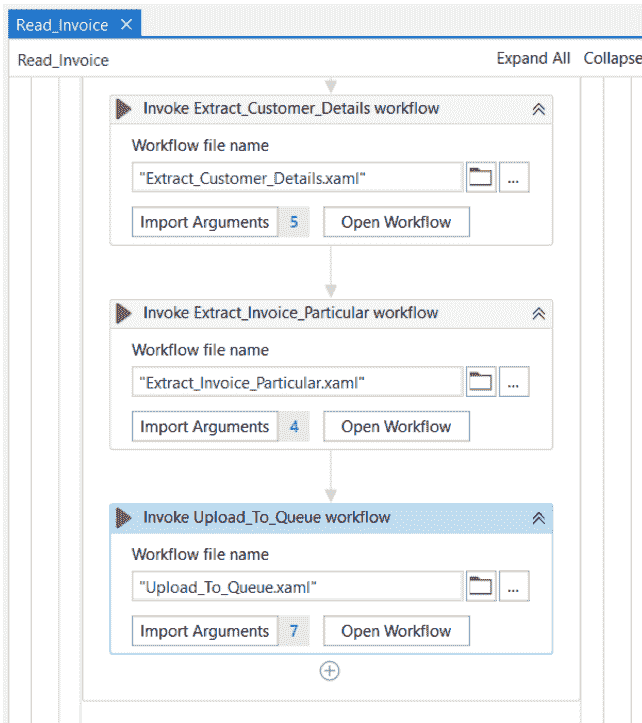 Read_Invoice ×
Read_Invoice Expand All Collapse
Invoke Extract_Customer_Details workflow
Workflow file name
"Extract_Customer_Details.xaml" ...
Import Arguments 5 Open Workflow
Invoke Extract_Invoice_Particular workflow
Workflow file name
"Extract_Invoice_Particular.xaml" ...
Import Arguments 4 Open Workflow
Invoke Upload_To_Queue workflow
Workflow file name
"Upload_To_Queue.xaml" ...
Import Arguments 7 Open Workflow